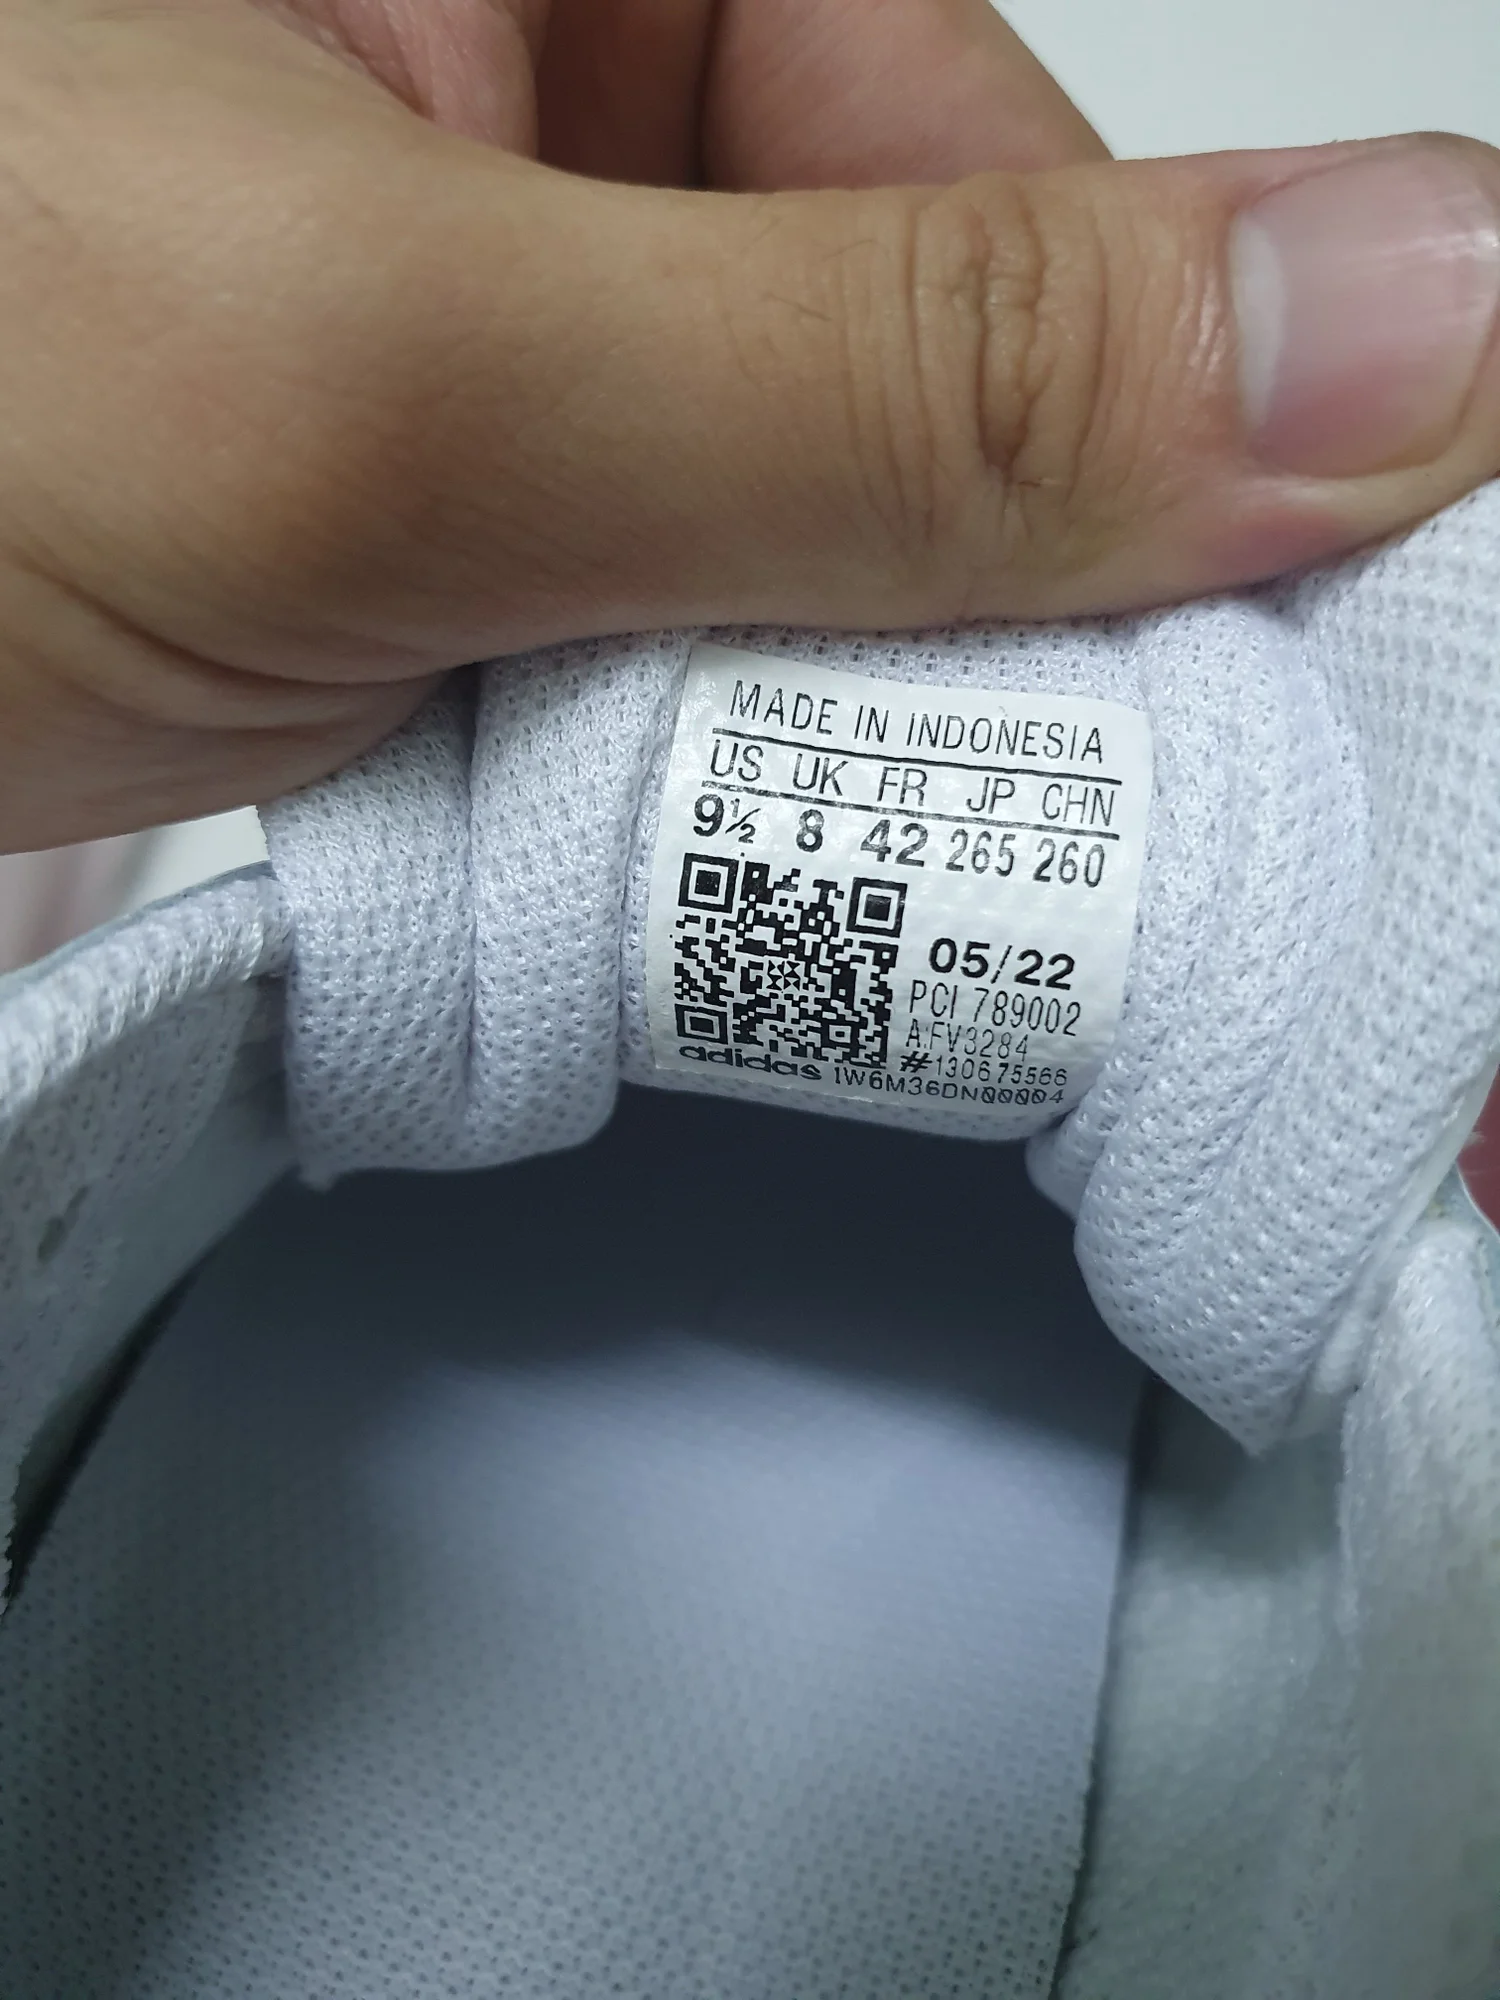 MADE IN INDONESIA
US UK FR JP CHN
9½ 8 42 265 260
05/22
PCI 789002
A:FV3284
#130675566
adidas 1W6M36DN00004